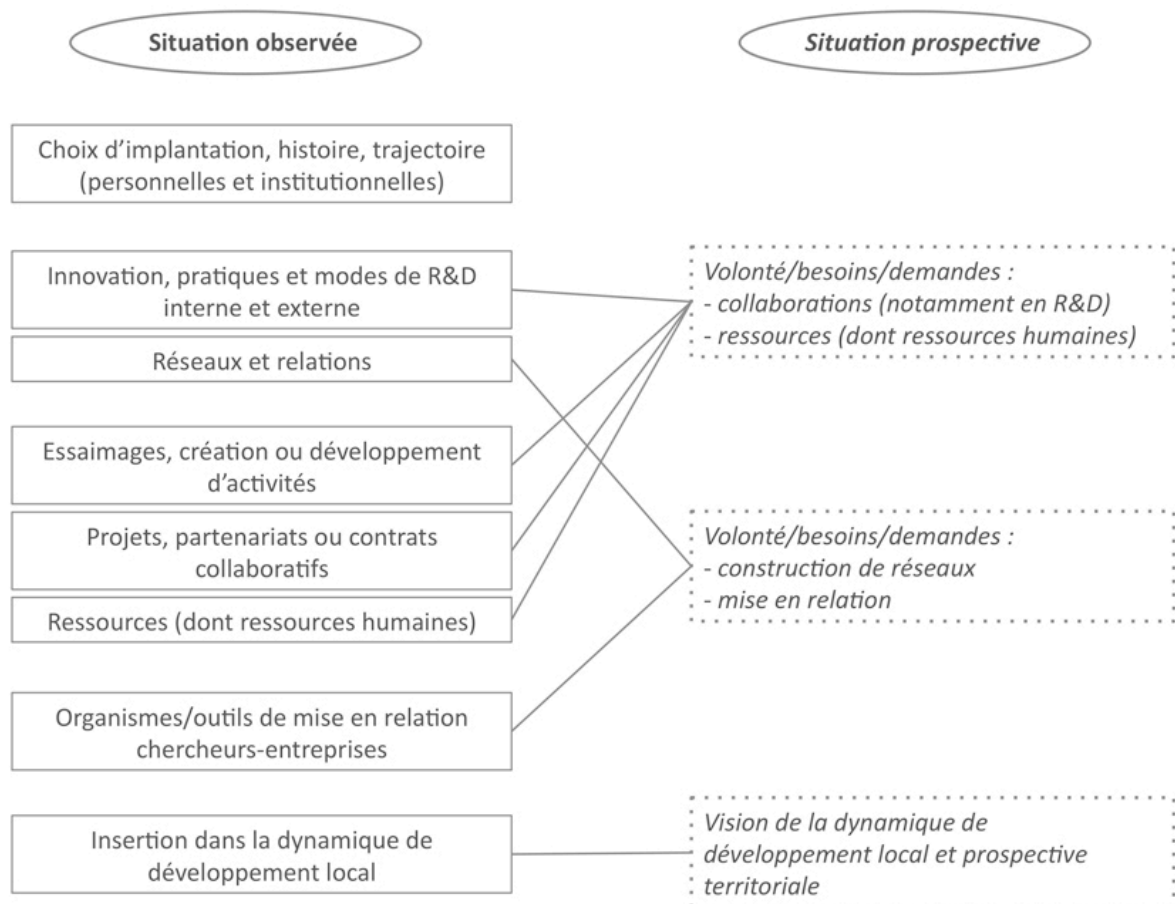 Situation observée
Situation prospective
Choix d’implantation, histoire, trajectoire
(personnelles et institutionnelles)
Innovation, pratiques et modes de R&D
interne et externe
Réseaux et relations
Essaimages, création ou développement
d’activités
Projets, partenariats ou contrats
collaboratifs
Ressources (dont ressources humaines)
Organismes/outils de mise en relation
chercheurs-entreprises
Insertion dans la dynamique de
développement local
Volonté/besoins/demandes :
- collaborations (notamment en R&D)
- ressources (dont ressources humaines)
Volonté/besoins/demandes :
- construction de réseaux
- mise en relation
Vision de la dynamique de
développement local et prospective
territoriale